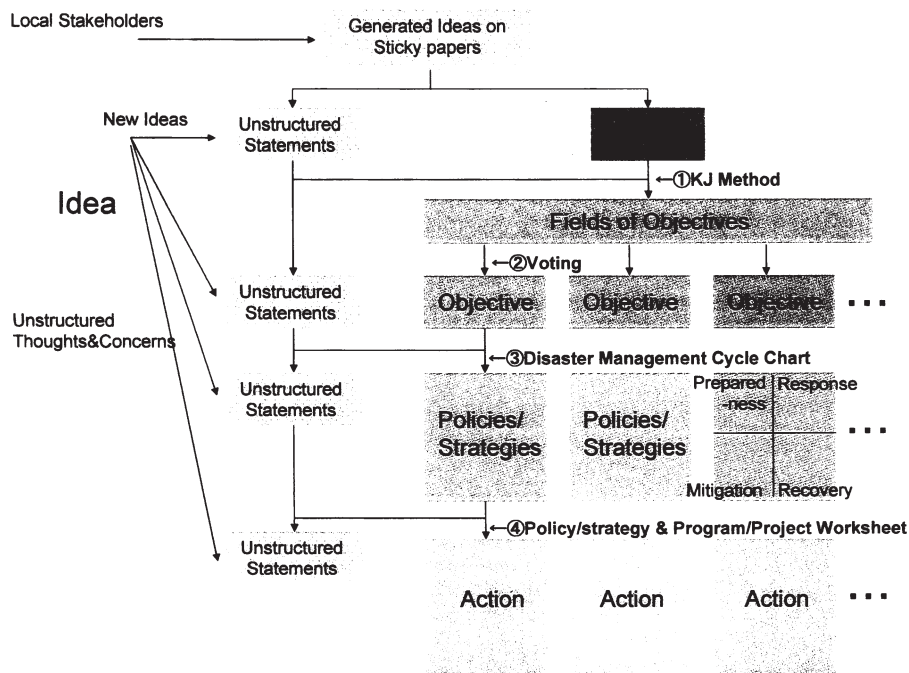 Local Stakeholders
Generated Ideas on
Sticky papers
New Ideas
Unstructured
Statements
①KJ Method
Idea
Fields of Objectives
②Voting
Unstructured
Statements
Objective
Objective
Objective
...
Unstructured
Thoughts&Concerns
③Disaster Management Cycle Chart
Unstructured
Statements
Policies/
Strategies
Policies/
Strategies
Prepared
-ness
Response
Mitigation
Recovery
...
④Policy/strategy & Program/Project Worksheet
Unstructured
Statements
Action
Action
Action
...